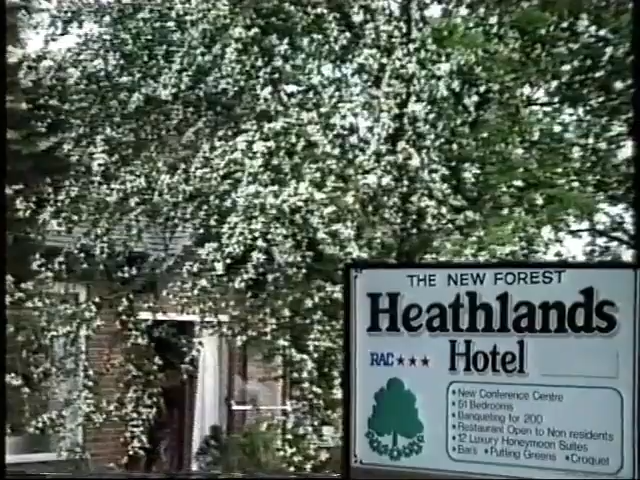 THE NEW FOREST
Heathlands
RAC ★★★ Hotel
• New Conference Centre
• 51 Bedrooms
• Banqueting for 200
• Restaurant Open to Non residents
• 12 Luxury Honeymoon Suites
• Bars • Putting Greens • Croquet